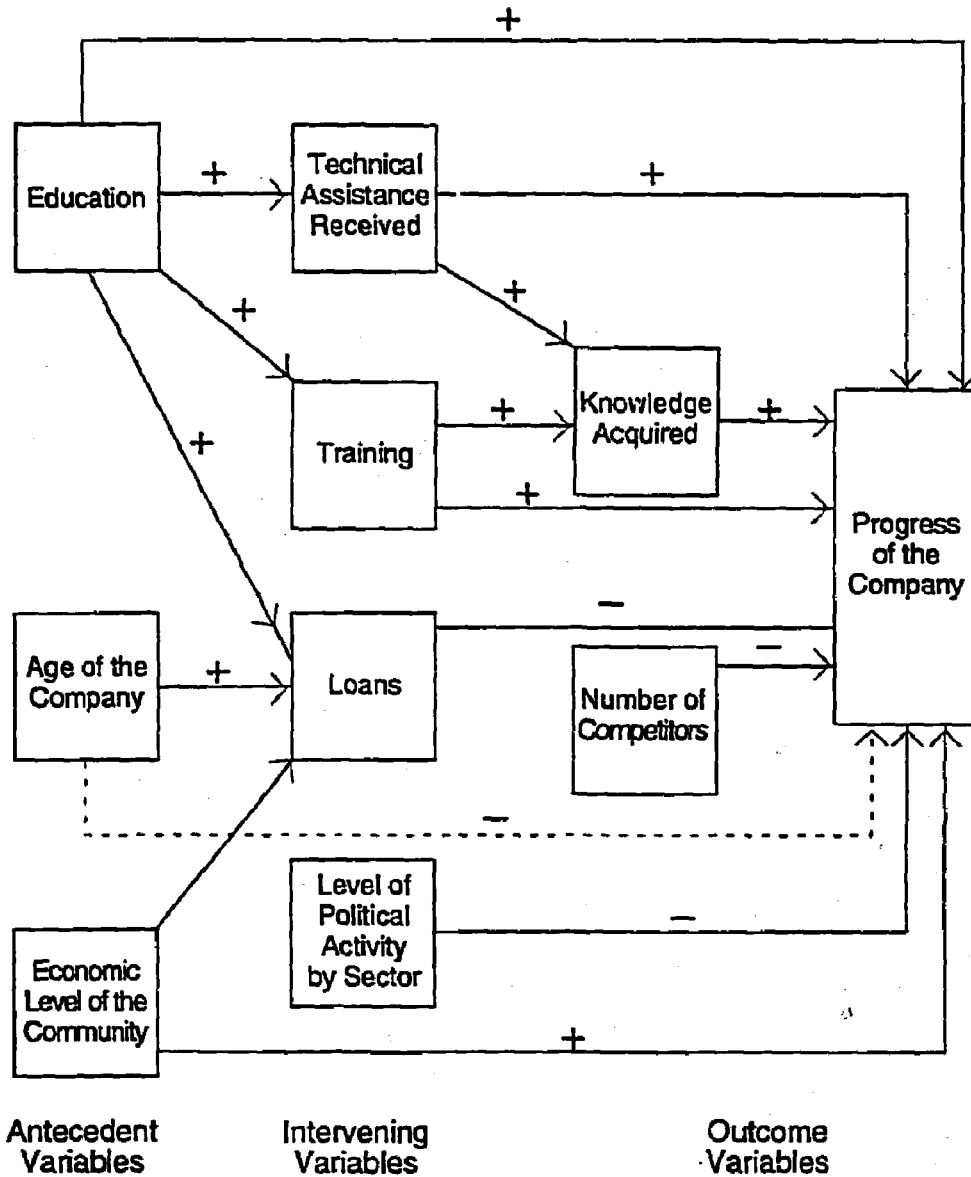 +
Education
+
Technical
Assistance
Received
+
+
+
+
Training
+
Knowledge
Acquired
+
+
Progress
of the
Company
Age of the
Company
+
Loans
−
Number of
Competitors
−
−
Level of
Political
Activity
by Sector
−
Economic
Level of the
Community
+
Antecedent
Variables
Intervening
Variables
Outcome
Variables